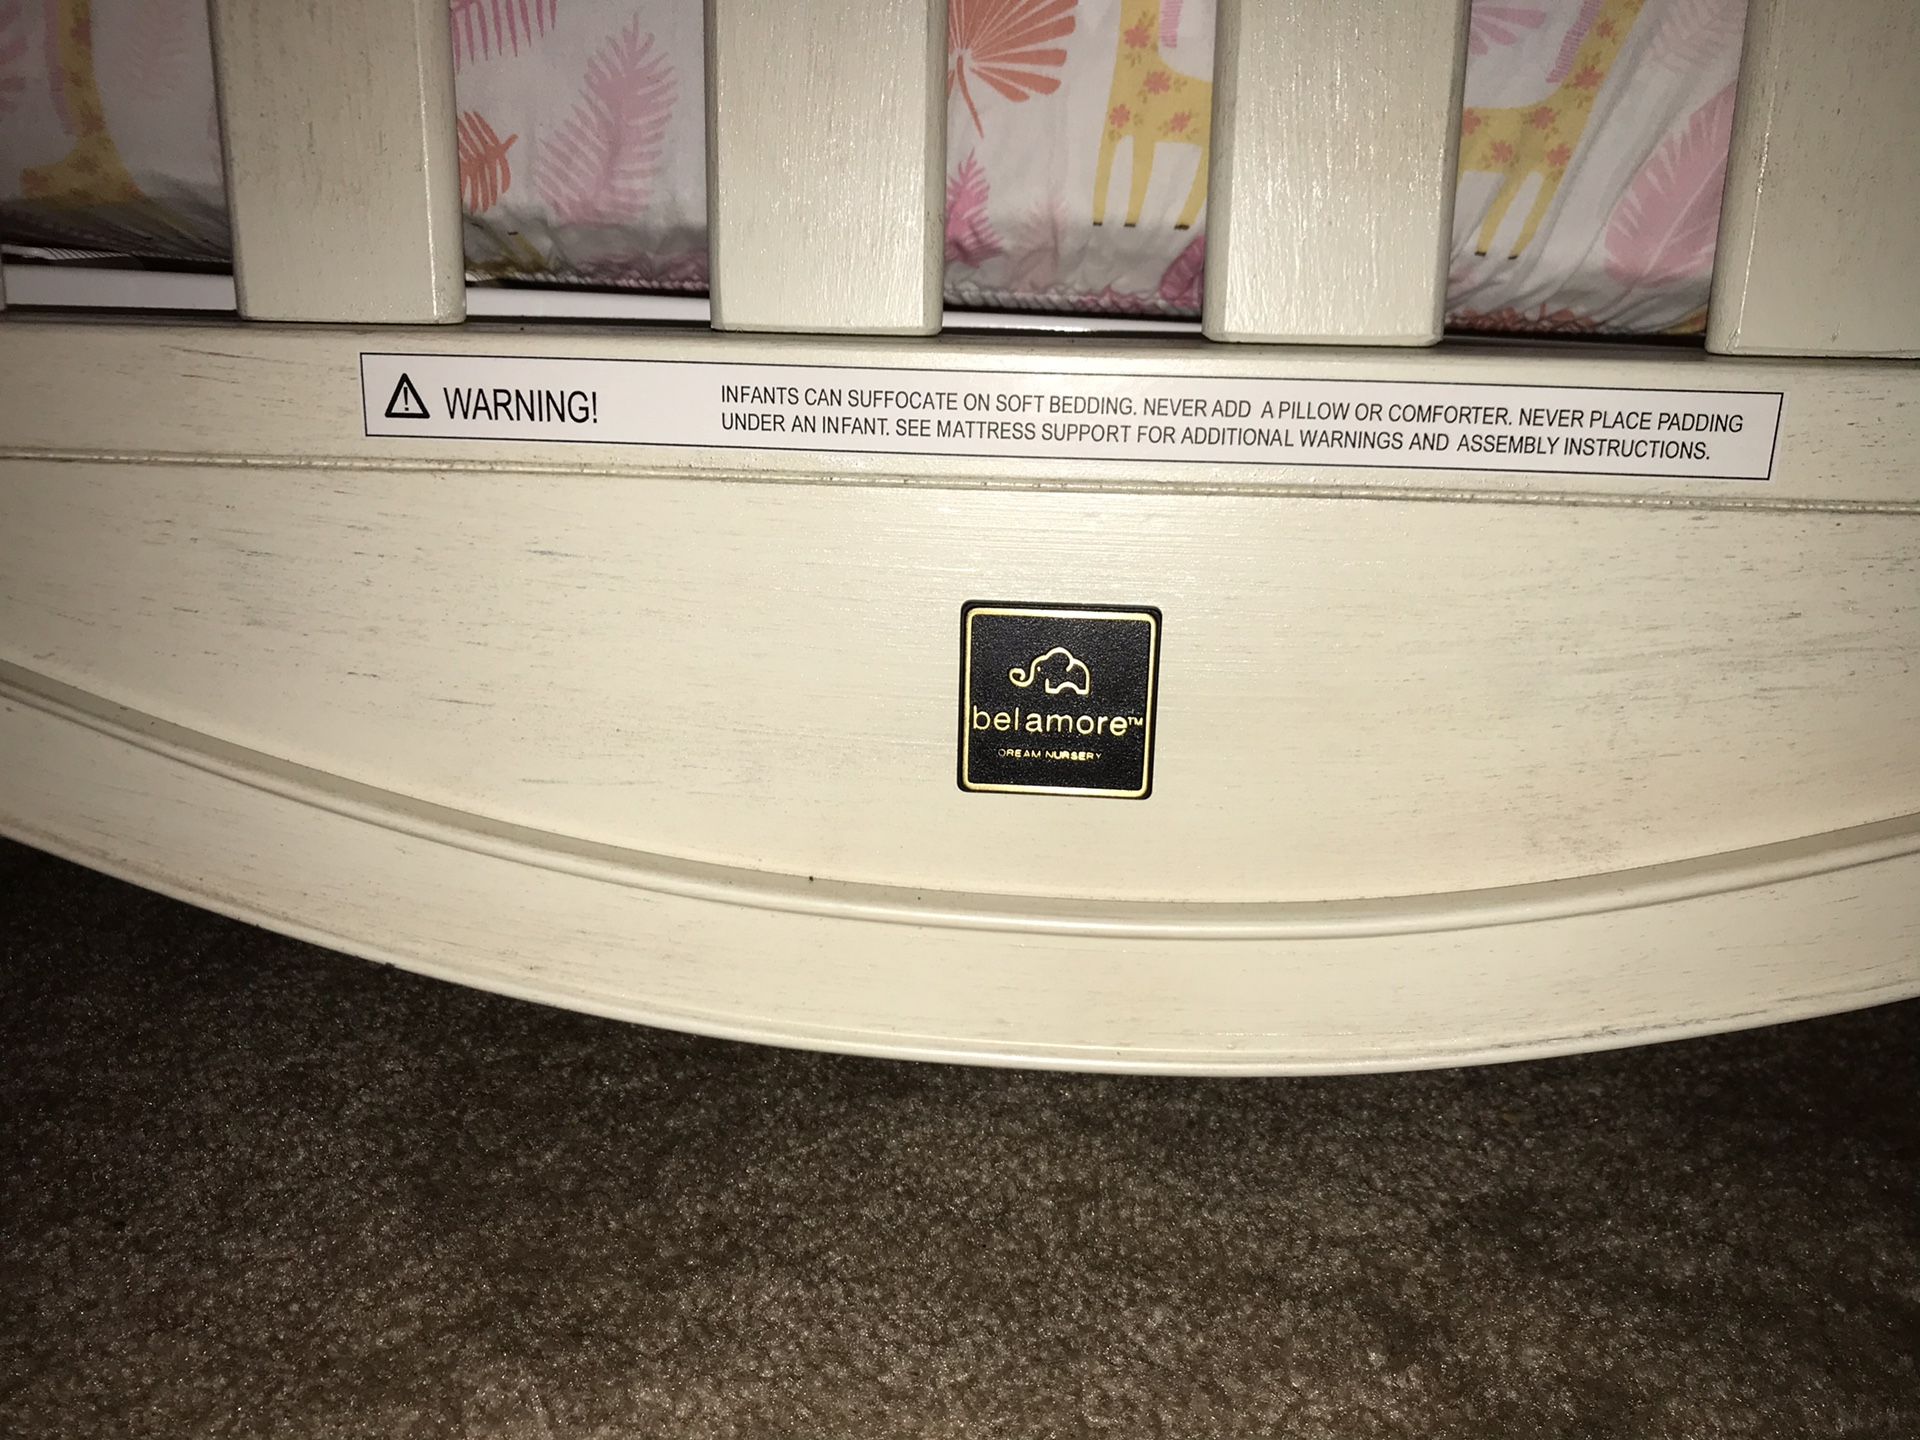 WARNING!
INFANTS CAN SUFFOCATE ON SOFT BEDDING. NEVER ADD A PILLOW OR COMFORTER. NEVER PLACE PADDING
UNDER AN INFANT. SEE MATTRESS SUPPORT FOR ADDITIONAL WARNINGS AND ASSEMBLY INSTRUCTIONS.
belamore™
DREAM NURSERY